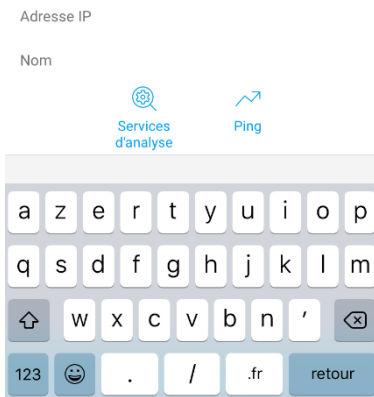 Adresse IP
Nom
Services d'analyse
Ping
a z e r t y u i o p
q s d f g h j k l m
w x c v b n ’
123 . / .fr retour